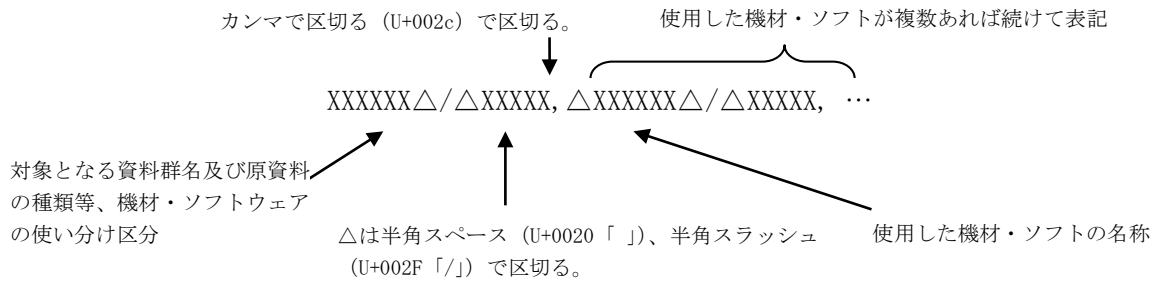 カンマで区切る（U+002c）で区切る。
使用した機材・ソフトが複数あれば続けて表記
XXXXXX△/△XXXXX,△XXXXXX△/△XXXXX, …
対象となる資料群名及び原資料
の種類等、機材・ソフトウェア
の使い分け区分
△は半角スペース（U+0020「 」）、半角スラッシュ
（U+002F「/」）で区切る。
使用した機材・ソフトの名称